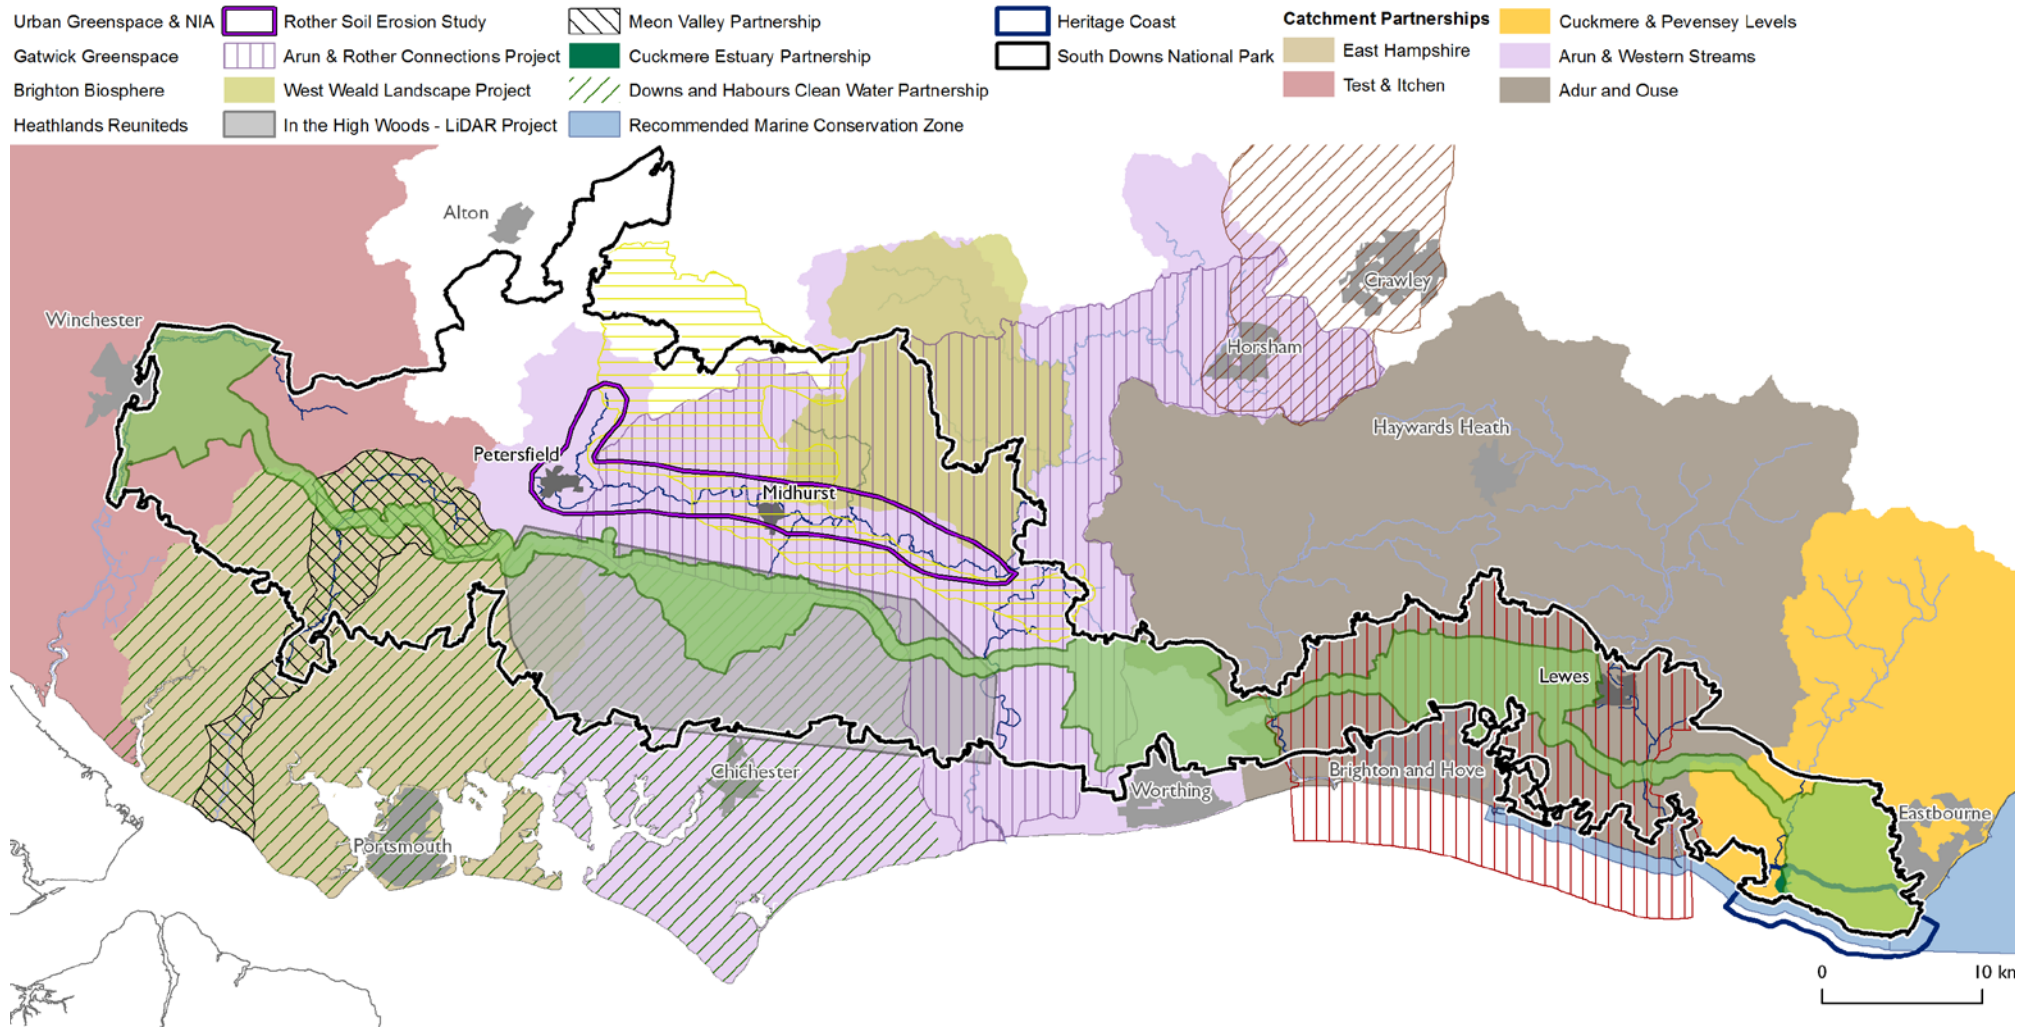 Urban Greenspace & NIA
Gatwick Greenspace
Brighton Biosphere
Heathlands Reuniteds
Rother Soil Erosion Study
Arun & Rother Connections Project
West Weald Landscape Project
In the High Woods - LiDAR Project
Meon Valley Partnership
Cuckmere Estuary Partnership
Downs and Habours Clean Water Partnership
Recommended Marine Conservation Zone
Heritage Coast
South Downs National Park
Catchment Partnerships
East Hampshire
Test & Itchen
Cuckmere & Pevensey Levels
Arun & Western Streams
Adur and Ouse
Alton
Crawley
Winchester
Horsham
Haywards Heath
Petersfield
Midhurst
Lewes
Chichester
Brighton and Hove
Worthing
Eastbourne
Portsmouth
0 10 km